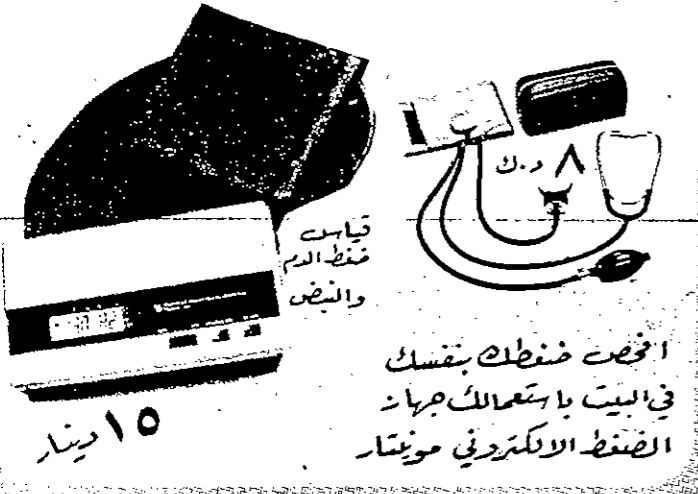 ٨ د.ك
قياس
ضغط الدم
والنبض
افحص ضغطك بنفسك
في البيت باستعمالك جهاز
الضغط الالكتروني مونيتار
١٥ دينار